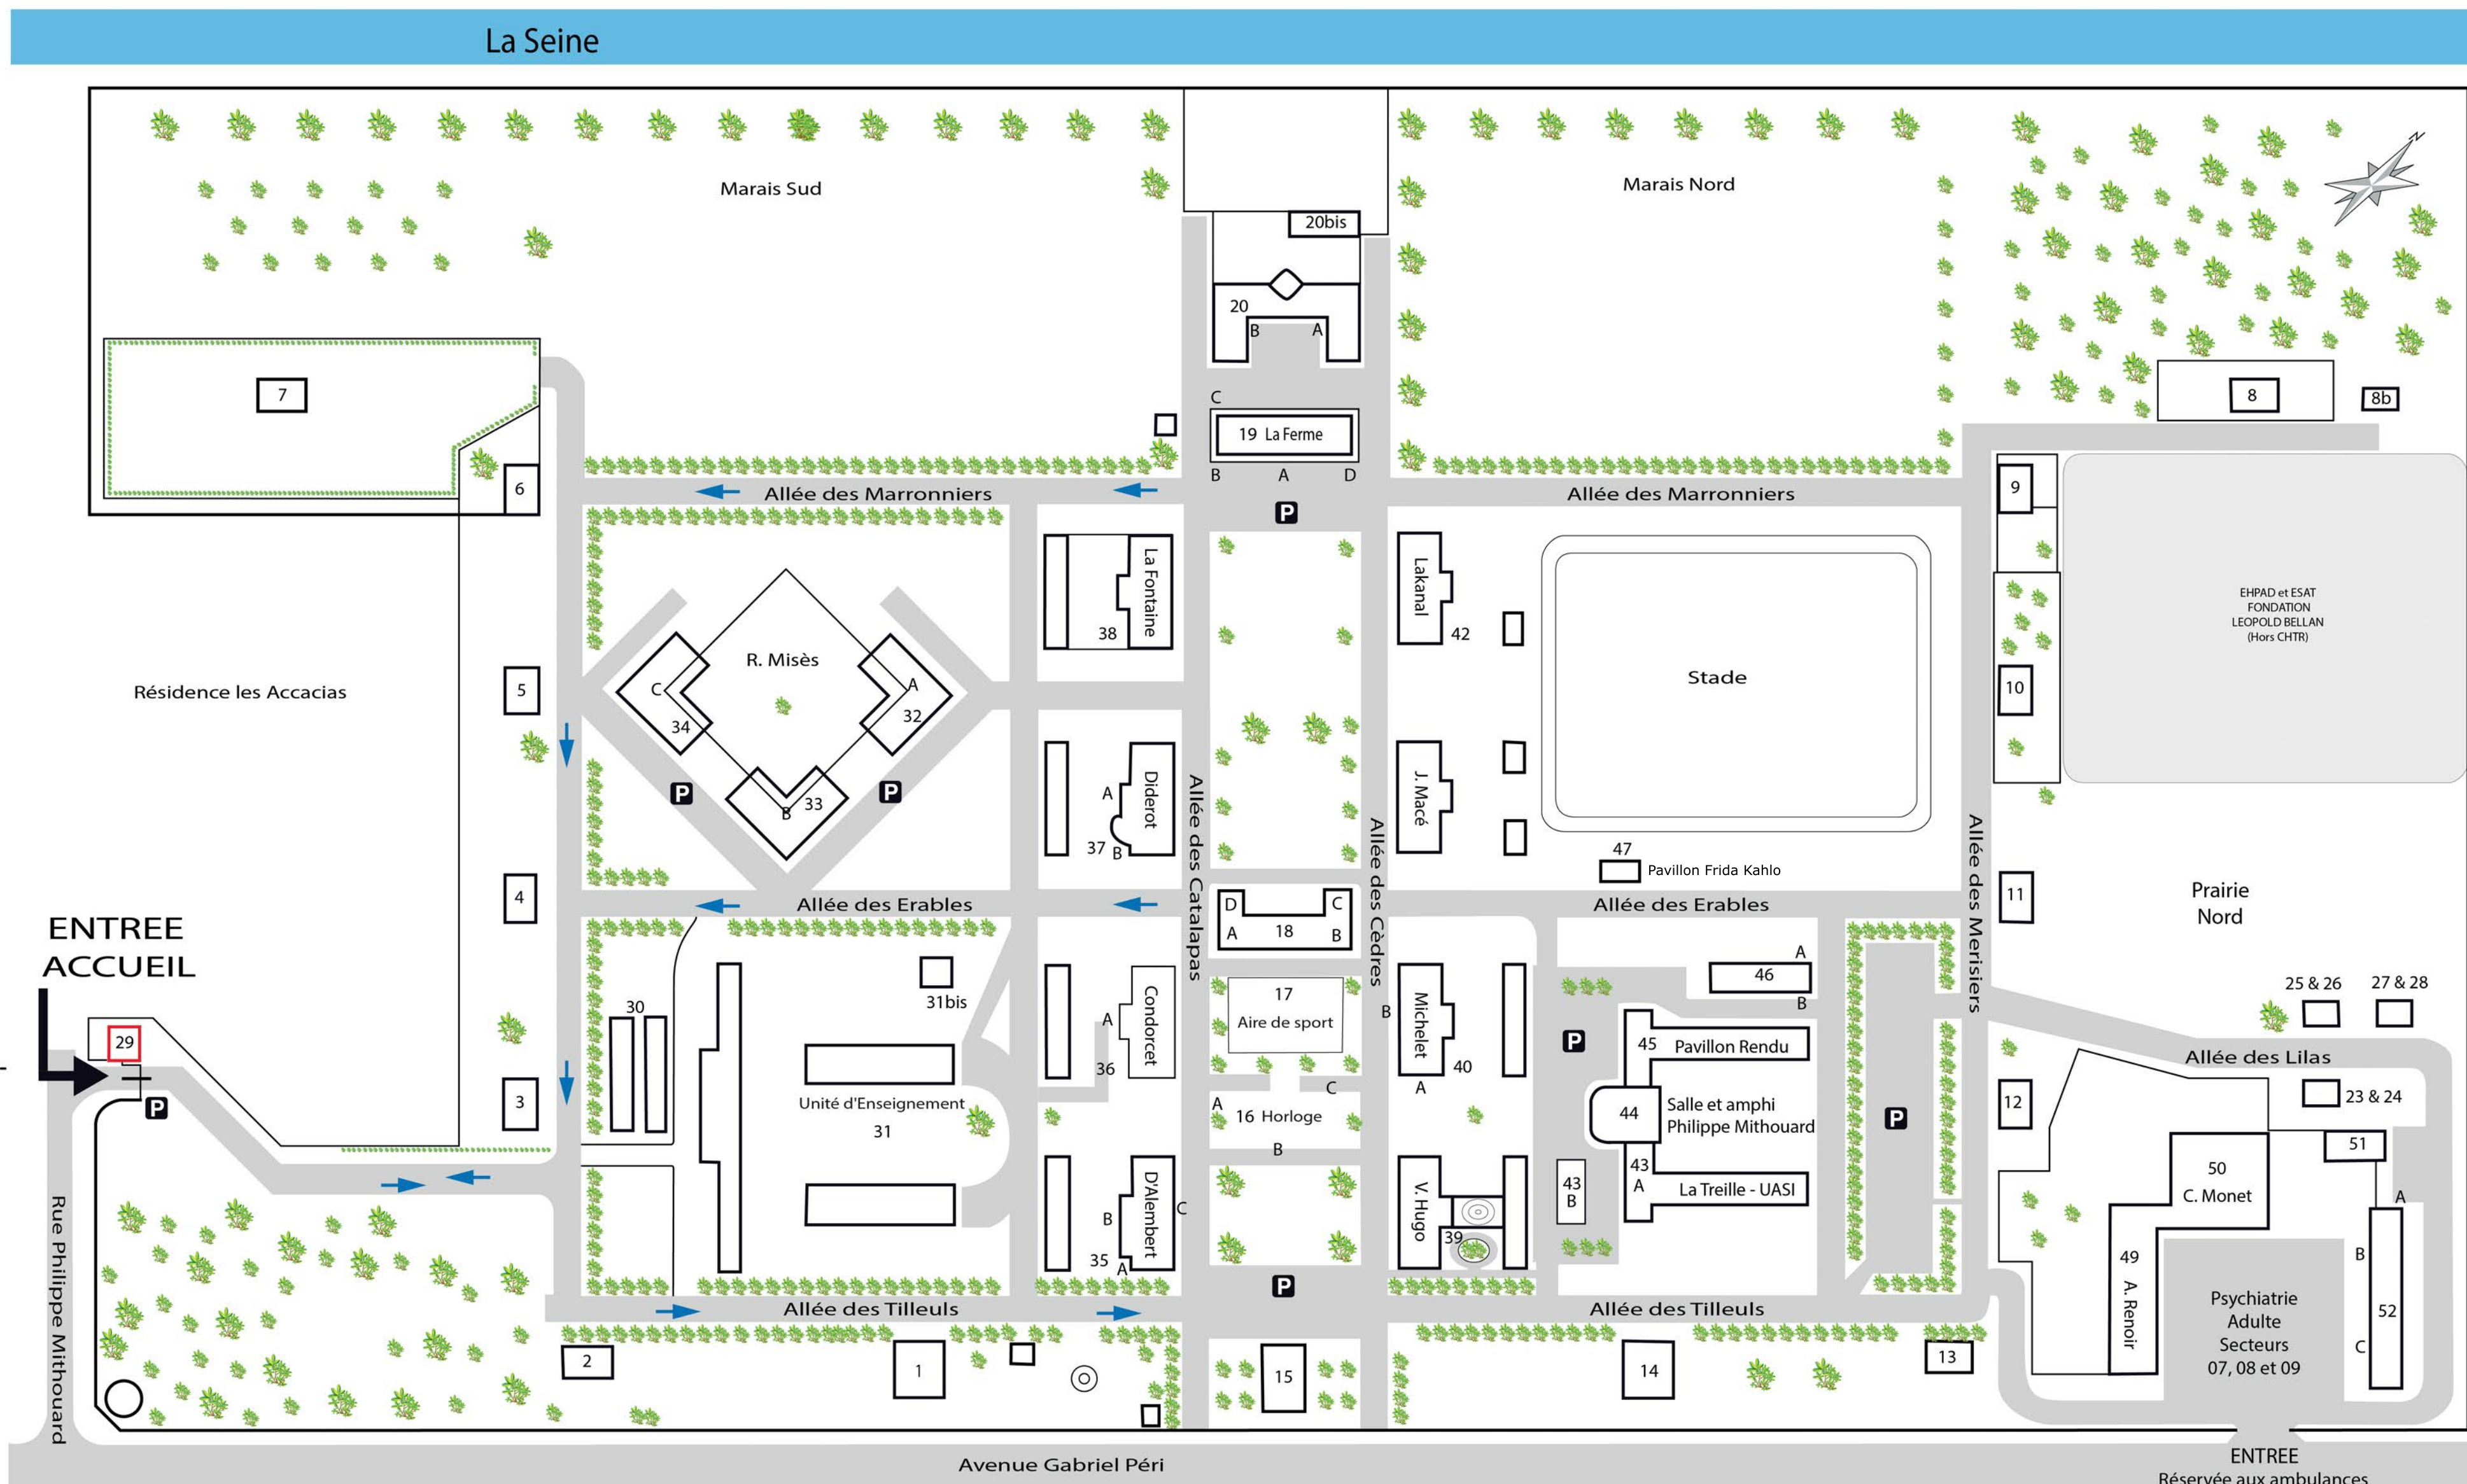 La Seine
Marais Sud
Marais Nord
N
20bis
20
B
A
7
8
8b
C
19 La Ferme
B
A
D
6
9
Allée des Marronniers
Allée des Marronniers
P
La Fontaine
38
Lakanal
42
EHPAD et ESAT
FONDATION
LEOPOLD BELLAN
(Hors CHTR)
Résidence les Accacias
5
R. Misès
C
34
A
32
Stade
10
P
B
33
P
A
Diderot
37
B
Allée des Catalapas
J. Macé
Allée des Cèdres
47
Pavillon Frida Kahlo
Allée des Merisiers
4
Allée des Erables
D
C
A
18
B
Allée des Erables
11
Prairie
Nord
ENTREE
ACCUEIL
29
P
30
31bis
A
Condorcet
36
17
Aire de sport
B
Michelet
40
A
A
46
B
P
45
Pavillon Rendu
25 & 26
27 & 28
Allée des Lilas
3
Unité d'Enseignement
31
C
A
16 Horloge
B
44
Salle et amphi
Philippe Mithouard
P
12
23 & 24
51
50
C. Monet
Rue Philippe Mithouard
B
D'Alembert
C
35
A
V. Hugo
39
43
B
43
A
La Treille - UASI
A
B
52
C
49
A. Renoir
Psychiatrie
Adulte
Secteurs
07, 08 et 09
Allée des Tilleuls
P
Allée des Tilleuls
2
1
15
14
13
Avenue Gabriel Péri
ENTREE
Réservée aux ambulances